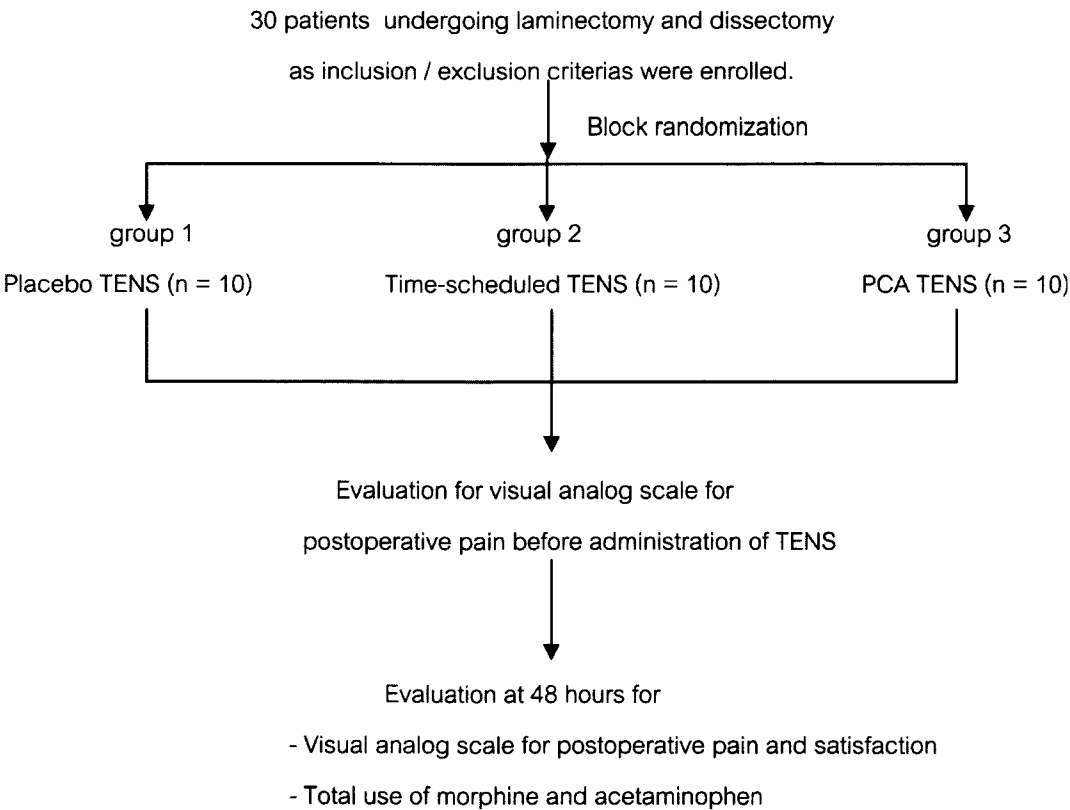 30 patients undergoing laminectomy and dissectomy
as inclusion / exclusion criterias were enrolled.
Block randomization
group 1
group 2
group 3
Placebo TENS (n = 10)
Time-scheduled TENS (n = 10)
PCA TENS (n = 10)
Evaluation for visual analog scale for
postoperative pain before administration of TENS
Evaluation at 48 hours for
- Visual analog scale for postoperative pain and satisfaction
- Total use of morphine and acetaminophen